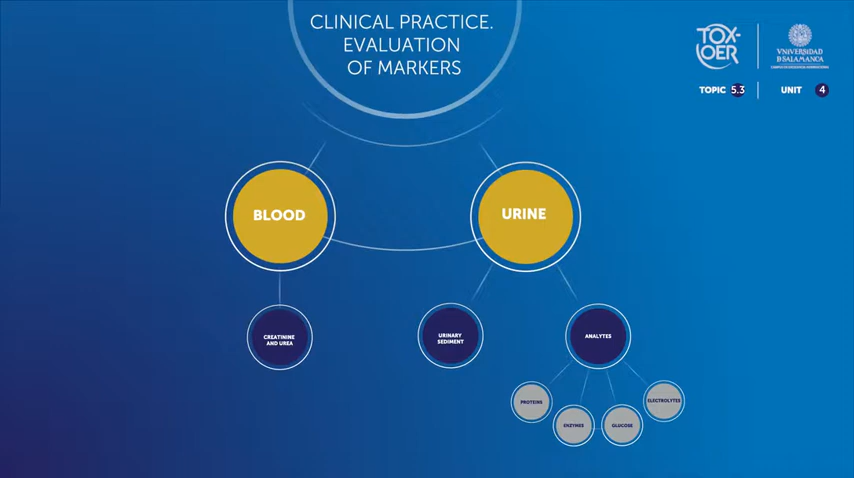 CLINICAL PRACTICE.
EVALUATION
OF MARKERS
TOX-
OER
VNiVERSiDAD
D SALAMANCA
TOPIC 5.3
UNIT 4
BLOOD
URINE
CREATININE
AND UREA
URINARY
SEDIMENT
ANALYTES
PROTEINS
ENZYMES
GLUCOSE
ELECTROLYTES